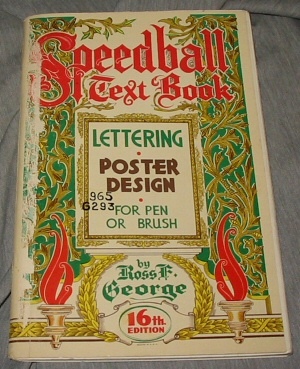 Speedball
Text Book
LETTERING
POSTER
DESIGN
965
G293
FOR PEN
OR BRUSH
by
Ross F.
George
16th.
EDITION